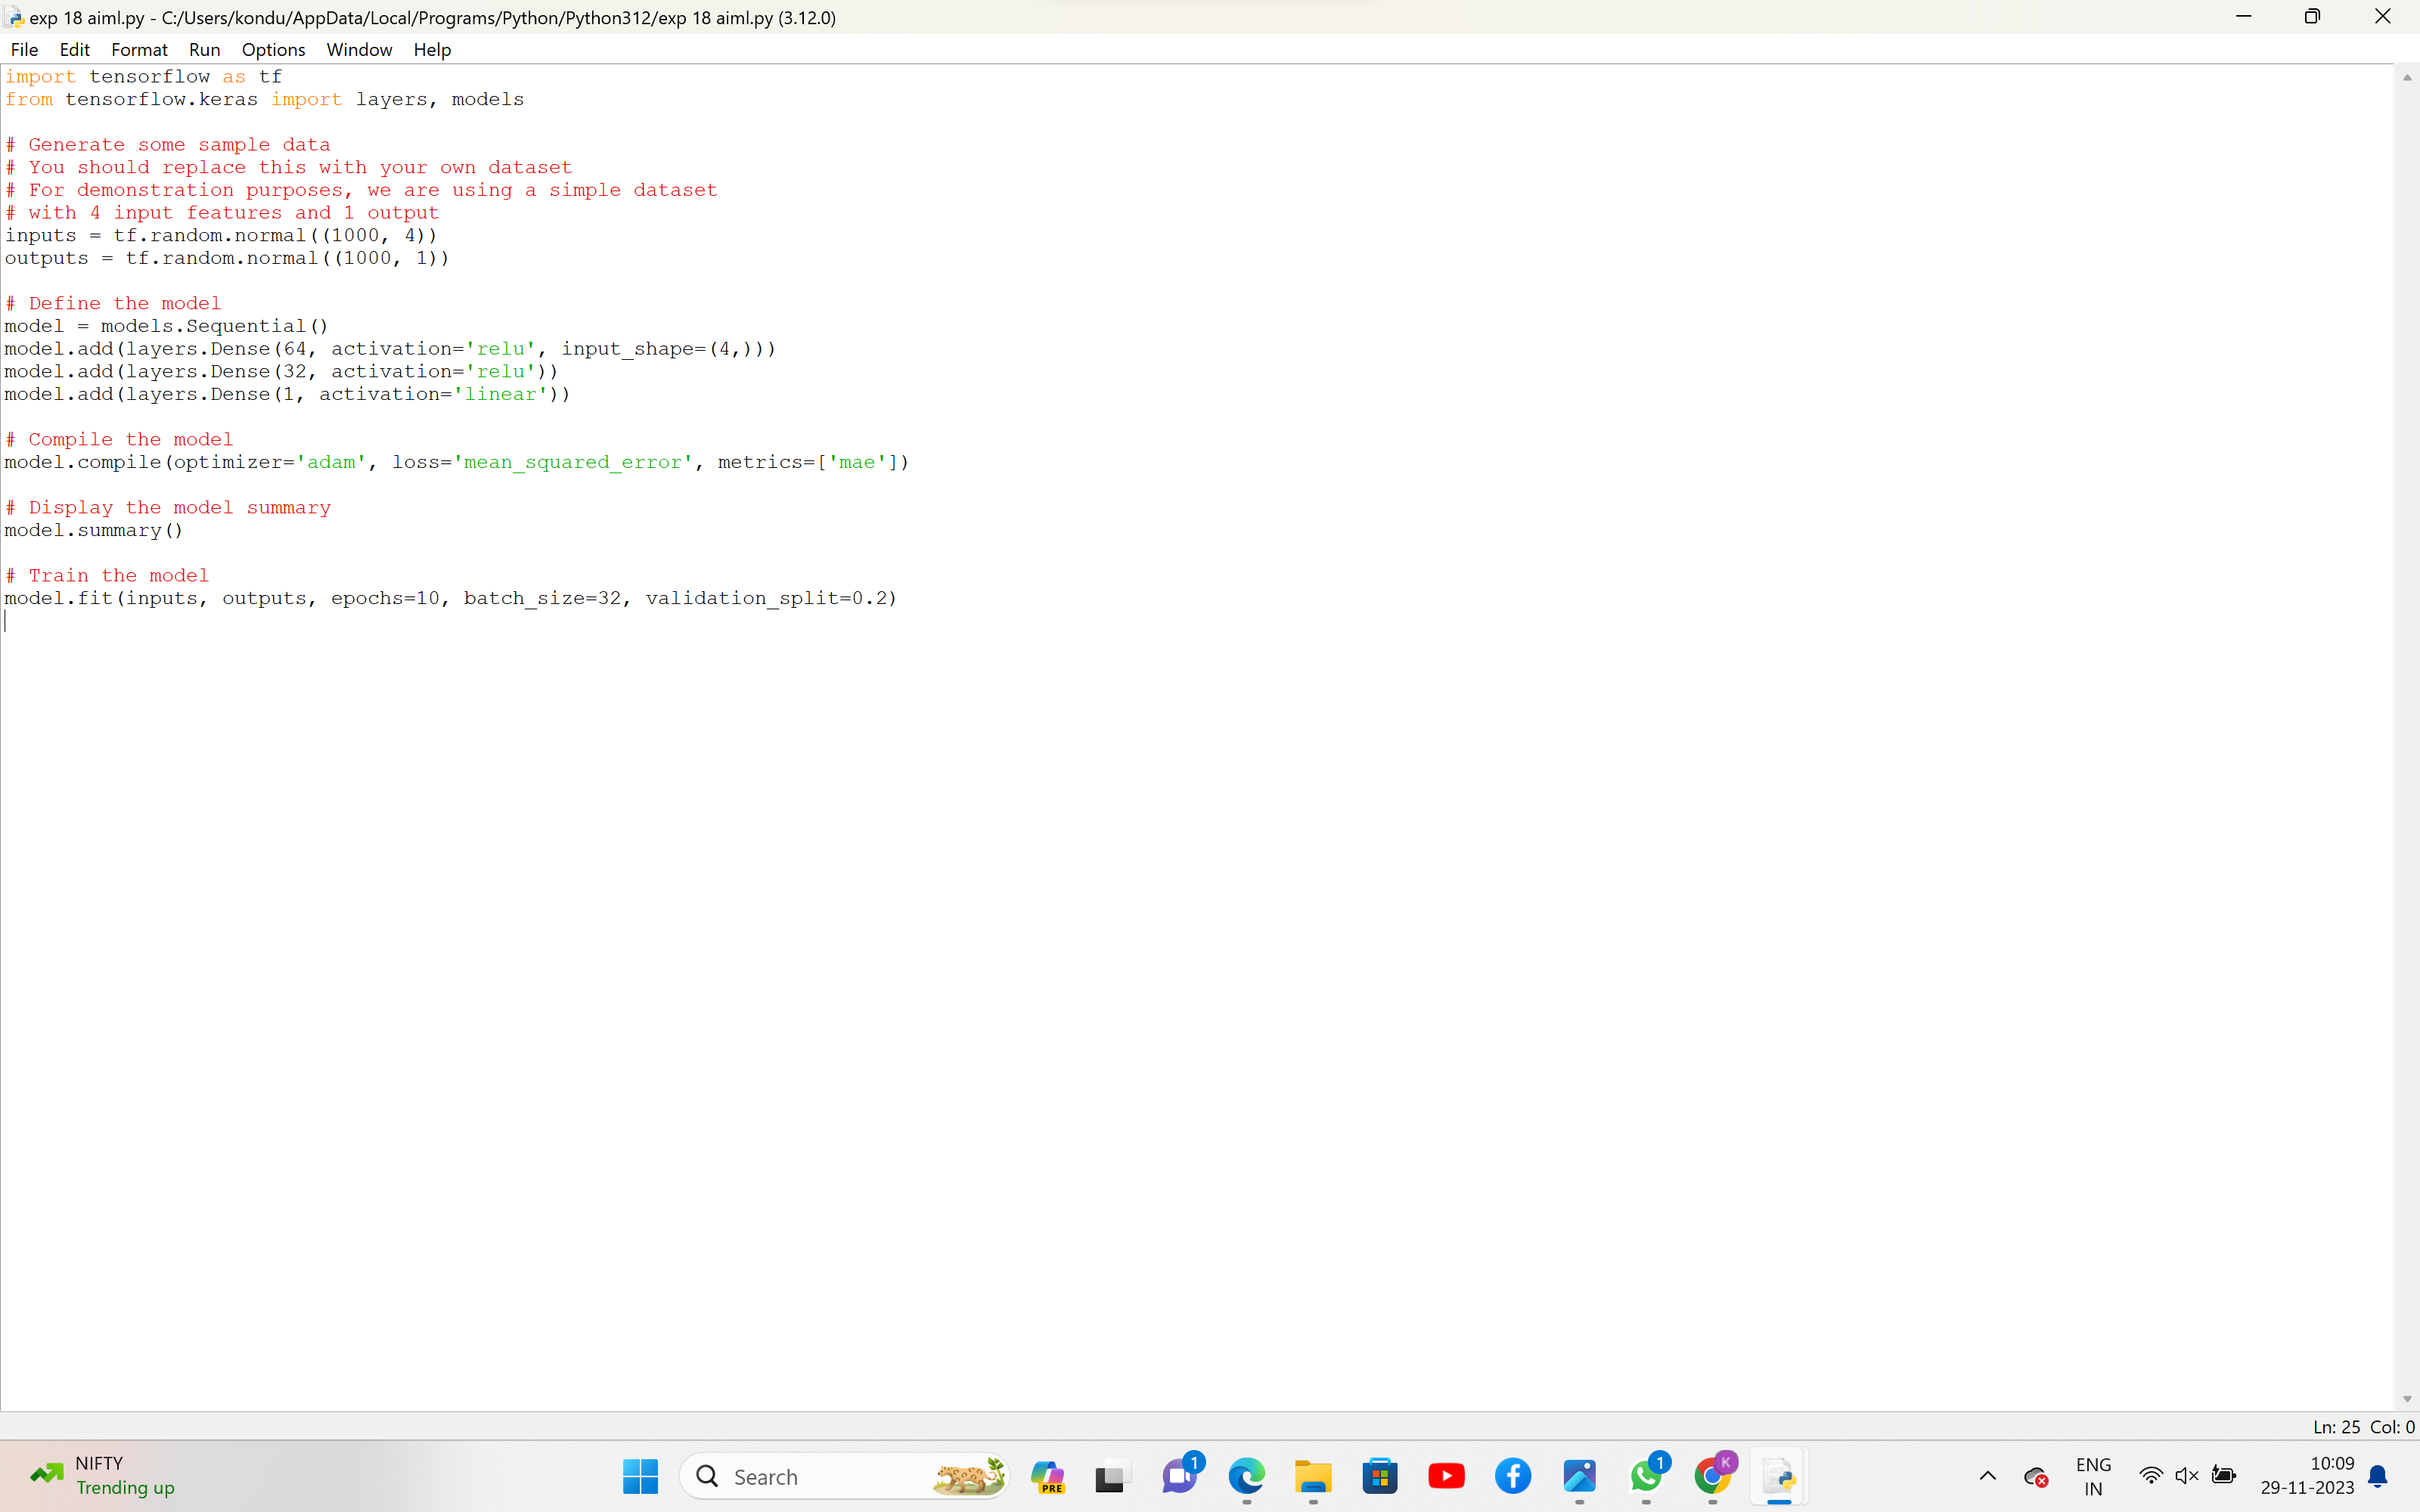 exp 18 aiml.py - C:/Users/kondu/AppData/Local/Programs/Python/Python312/exp 18 aiml.py (3.12.0)
File Edit Format Run Options Window Help
import tensorflow as tf
from tensorflow.keras import layers, models
# Generate some sample data
# You should replace this with your own dataset
# For demonstration purposes, we are using a simple dataset
# with 4 input features and 1 output
inputs = tf.random.normal((1000, 4))
outputs = tf.random.normal((1000, 1))
# Define the model
model = models.Sequential()
model.add(layers.Dense(64, activation='relu', input_shape=(4,)))
model.add(layers.Dense(32, activation='relu'))
model.add(layers.Dense(1, activation='linear'))
# Compile the model
model.compile(optimizer='adam', loss='mean_squared_error', metrics=['mae'])
# Display the model summary
model.summary()
# Train the model
model.fit(inputs, outputs, epochs=10, batch_size=32, validation_split=0.2)
Ln: 25 Col: 0
NIFTY
Trending up
Search
PRE
1
1
K
ENG
IN
10:09
29-11-2023